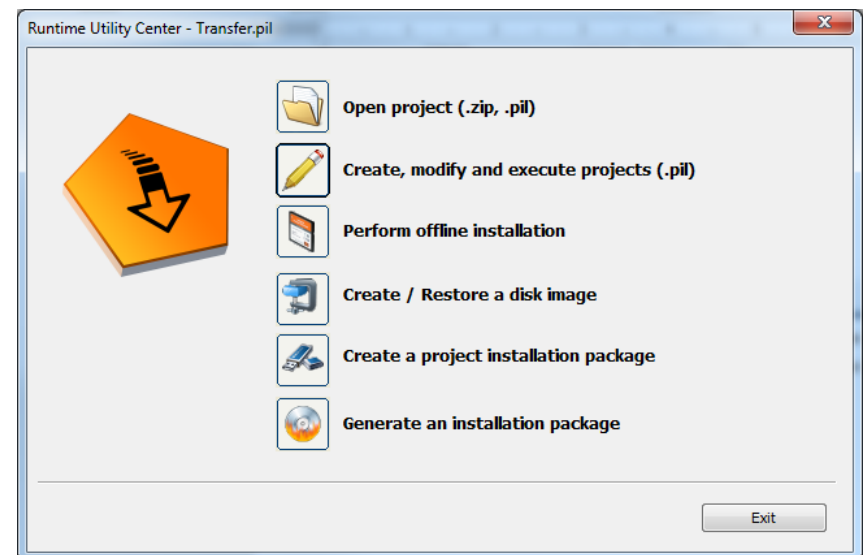 Runtime Utility Center - Transfer.pil
Open project (.zip, .pil)
Create, modify and execute projects (.pil)
Perform offline installation
Create / Restore a disk image
Create a project installation package
Generate an installation package
Exit